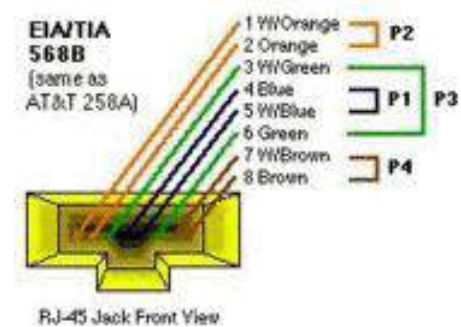 EIA/TIA
568B
(same as
AT&T 258A)
1 W/Orange
2 Orange
P2
3 W/Green
4 Blue
5 W/Blue
P1
P3
6 Green
7 W/Brown
8 Brown
P4
RJ-45 Jack Front View